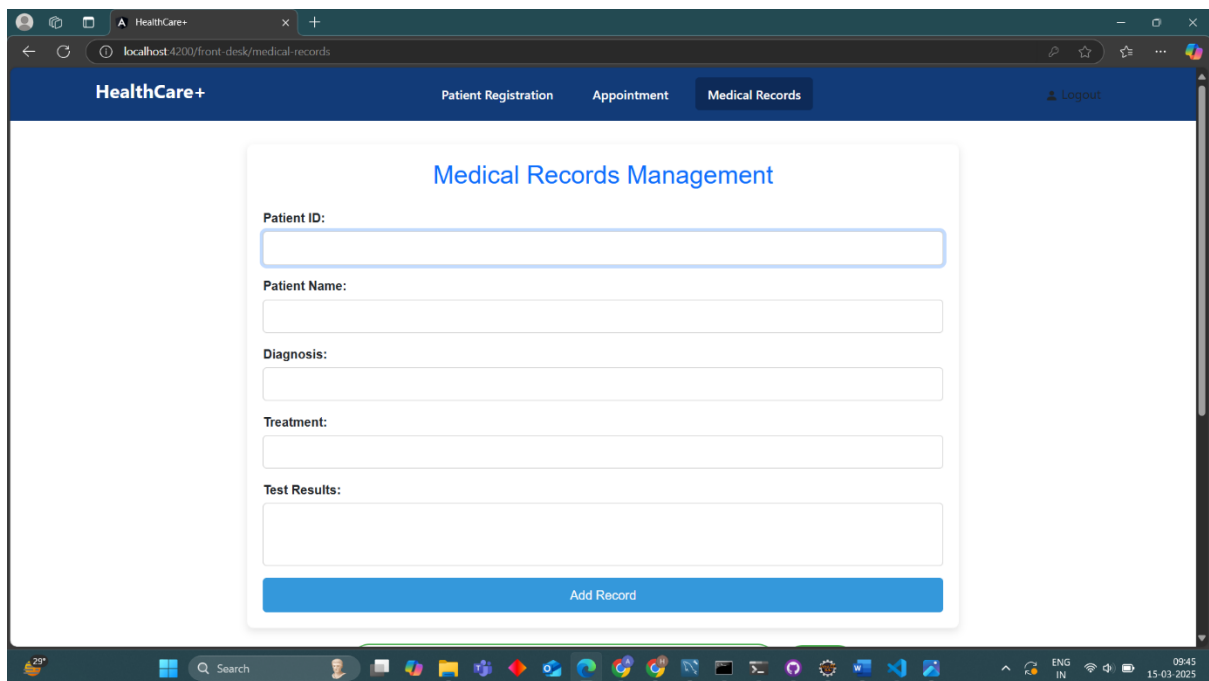 HealthCare+
localhost:4200/front-desk/medical-records
HealthCare+
Patient Registration Appointment Medical Records Logout
Medical Records Management
Patient ID:
Patient Name:
Diagnosis:
Treatment:
Test Results:
Add Record
29°
Search
ENG
IN
09:45
15-03-2025